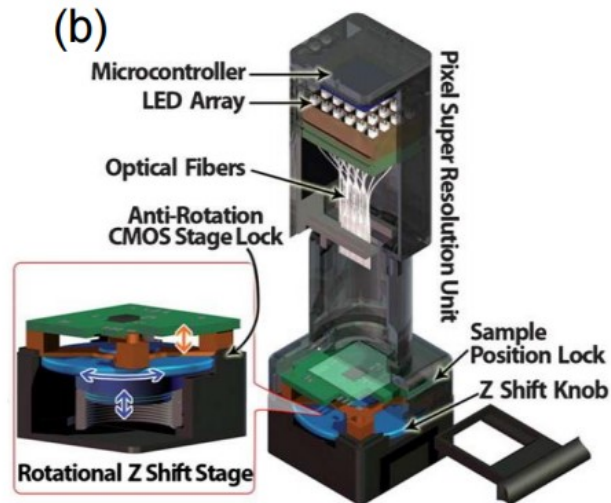 (b)
Microcontroller
LED Array
Optical Fibers
Anti-Rotation
CMOS Stage Lock
Pixel Super Resolution Unit
Sample
Position Lock
Z Shift Knob
Rotational Z Shift Stage